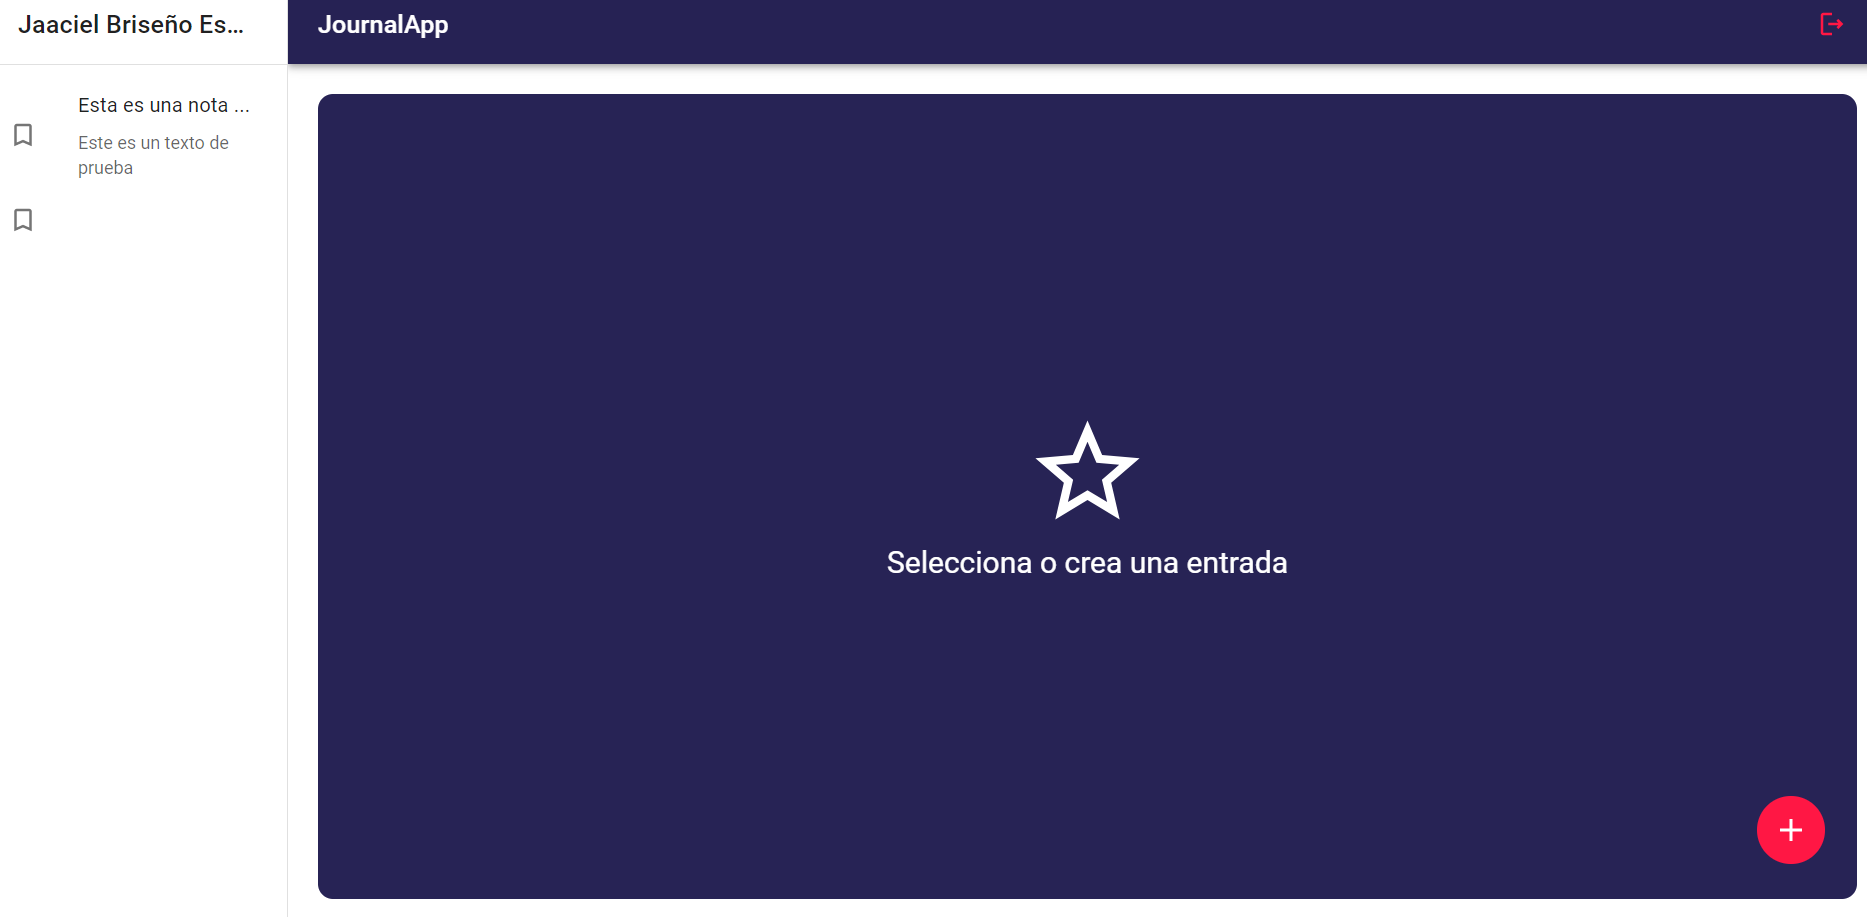 Jaaciel Briseño Es...
JournalApp
Esta es una nota ...
Este es un texto de
prueba
Selecciona o crea una entrada